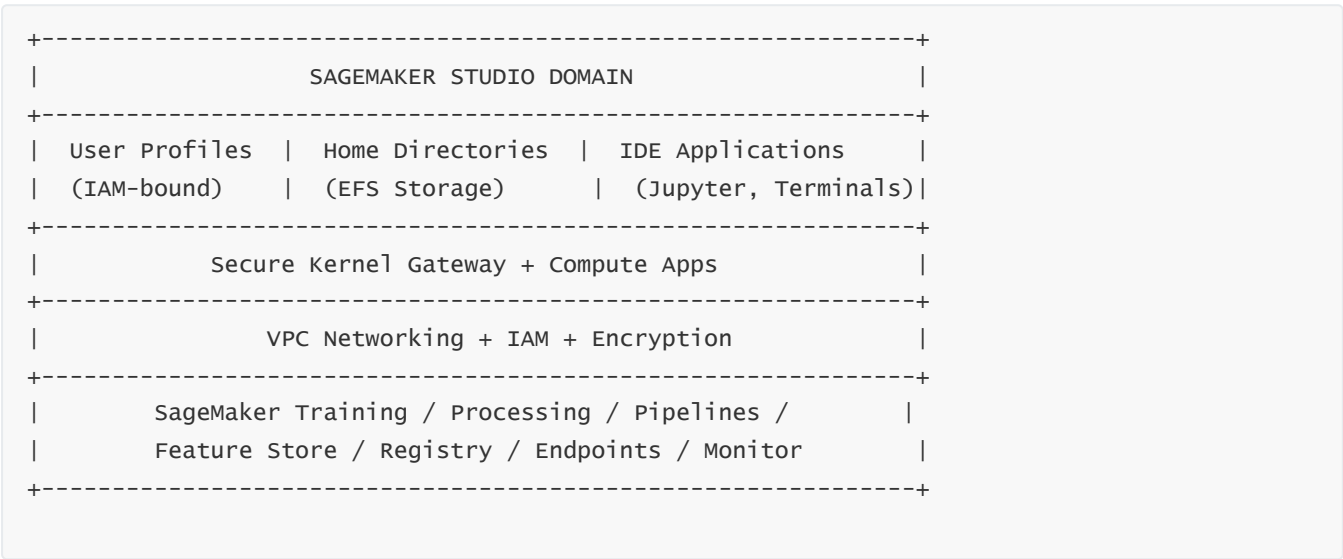 +--------------------------------------------------------------+
|                   SAGEMAKER STUDIO DOMAIN                    |
+--------------------------------------------------------------+
|  User Profiles  |  Home Directories  |  IDE Applications     |
|  (IAM-bound)    |  (EFS Storage)      |  (Jupyter, Terminals)|
+--------------------------------------------------------------+
|            Secure Kernel Gateway + Compute Apps              |
+--------------------------------------------------------------+
|                VPC Networking + IAM + Encryption             |
+--------------------------------------------------------------+
|        SageMaker Training / Processing / Pipelines /        |
|        Feature Store / Registry / Endpoints / Monitor        |
+--------------------------------------------------------------+